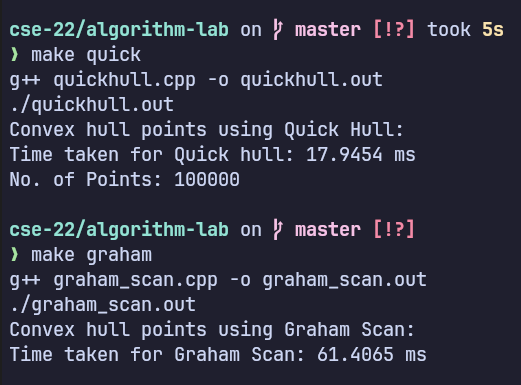 cse-22/algorithm-lab on  master [!?] took 5s
❯ make quick
g++ quickhull.cpp -o quickhull.out
./quickhull.out
Convex hull points using Quick Hull:
Time taken for Quick hull: 17.9454 ms
No. of Points: 100000
cse-22/algorithm-lab on  master [!?]
❯ make graham
g++ graham_scan.cpp -o graham_scan.out
./graham_scan.out
Convex hull points using Graham Scan:
Time taken for Graham Scan: 61.4065 ms